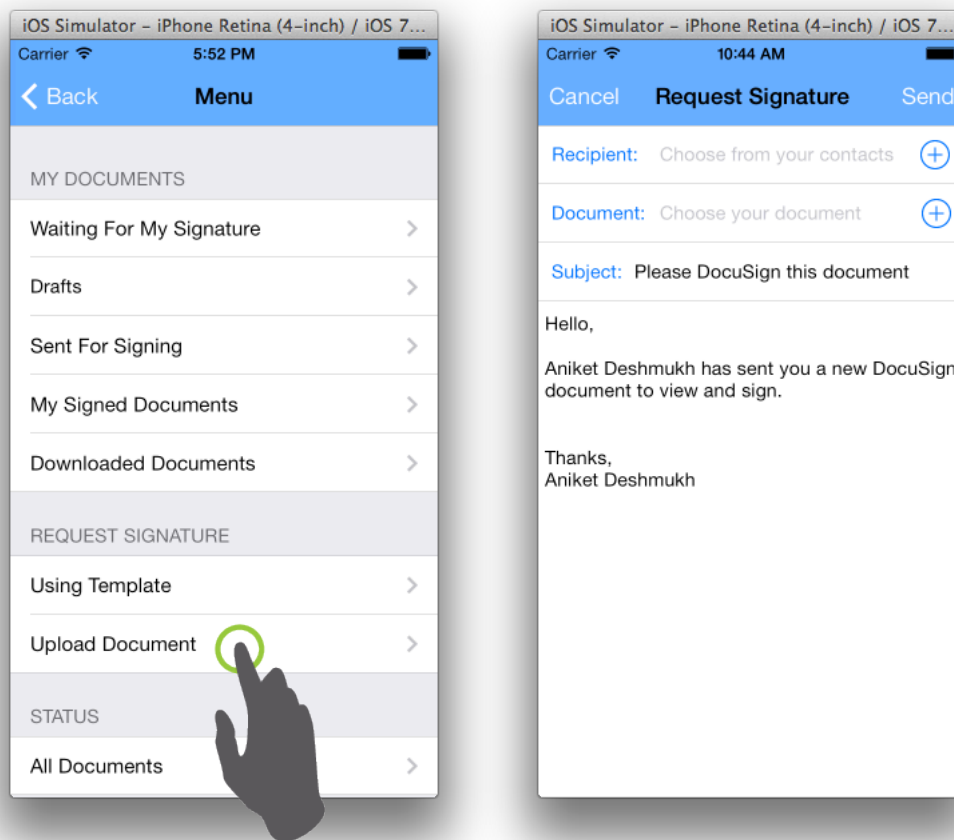 iOS Simulator – iPhone Retina (4-inch) / iOS 7...
Carrier 5:52 PM
Back Menu
MY DOCUMENTS
Waiting For My Signature
Drafts
Sent For Signing
My Signed Documents
Downloaded Documents
REQUEST SIGNATURE
Using Template
Upload Document
STATUS
All Documents
iOS Simulator – iPhone Retina (4-inch) / iOS 7...
Carrier 10:44 AM
Cancel Request Signature Send
Recipient: Choose from your contacts
Document: Choose your document
Subject: Please DocuSign this document
Hello,
Aniket Deshmukh has sent you a new DocuSign
document to view and sign.
Thanks,
Aniket Deshmukh